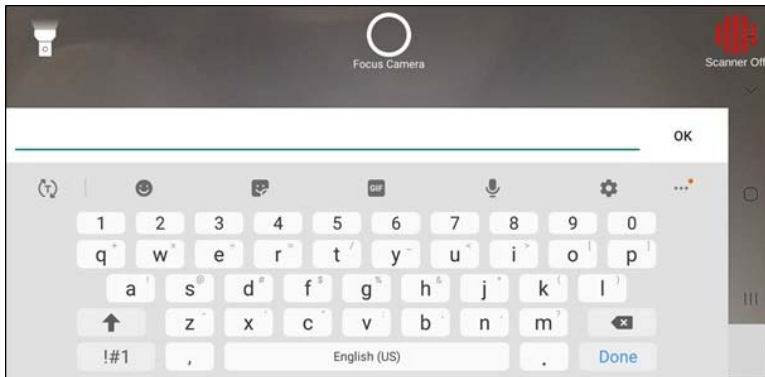 Focus Camera
Scanner Off
OK
GIF
1 2 3 4 5 6 7 8 9 0
q + w × e ÷ r = t / y _ u < i > o [ p ]
a ! s @ d # f $ g % h & j * k ( l )
z - x ' c " v : b ; n , m ?
!#1 , English (US) . Done